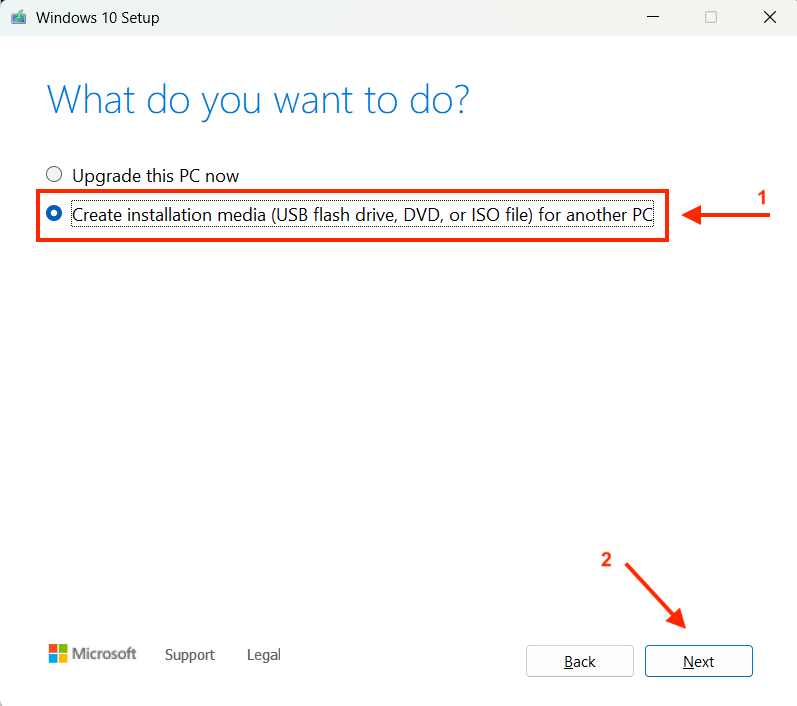 Windows 10 Setup
What do you want to do?
Upgrade this PC now
Create installation media (USB flash drive, DVD, or ISO file) for another PC
1
2
Microsoft Support Legal Back Next